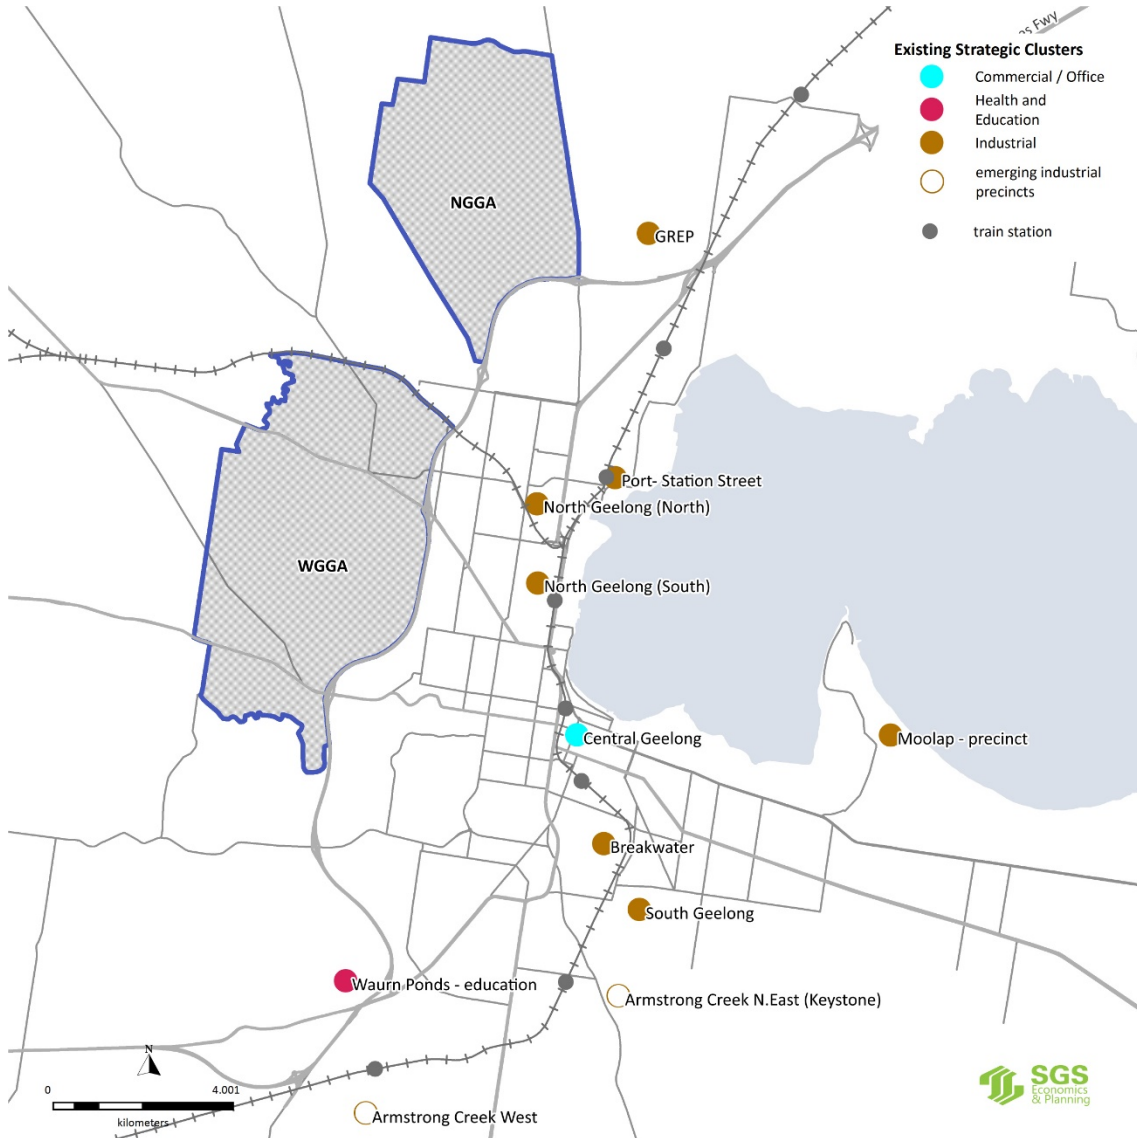 es Fwy
Existing Strategic Clusters
Commercial / Office
Health and
Education
Industrial
emerging industrial
precincts
train station
NGGA
GREP
Port- Station Street
North Geelong (North)
WGGA
North Geelong (South)
Central Geelong
Moolap - precinct
Breakwater
South Geelong
Waurn Ponds - education
Armstrong Creek N.East (Keystone)
N
0 4.001
kilometers
Armstrong Creek West
SGS
Economics
& Planning